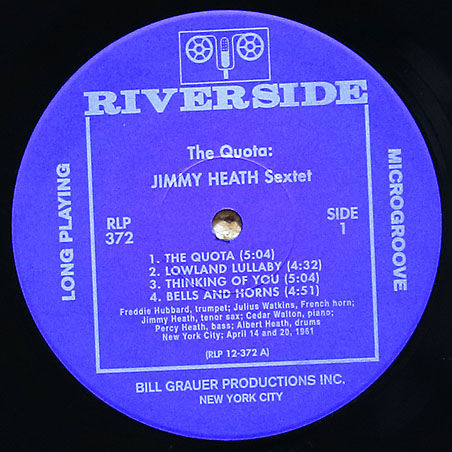 RIVERSIDE
The Quota:
JIMMY HEATH Sextet
LONG PLAYING
MICROGROOVE
RLP
372
SIDE
1
1. THE QUOTA (5:04)
2. LOWLAND LULLABY (4:32)
3. THINKING OF YOU (5:04)
4. BELLS AND HORNS (4:51)
Freddie Hubbard, trumpet; Julius Watkins, French horn;
Jimmy Heath, tenor sax; Cedar Walton, piano;
Percy Heath, bass; Albert Heath, drums
New York City; April 14 and 20, 1961
(RLP 12-372 A)
BILL GRAUER PRODUCTIONS INC.
NEW YORK CITY